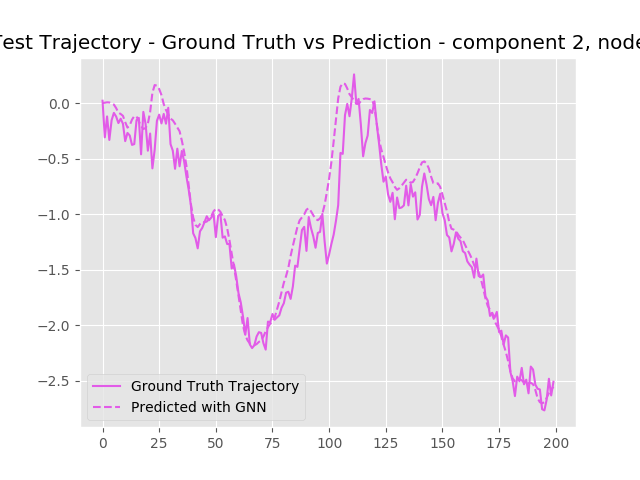 Test Trajectory - Ground Truth vs Prediction - component 2, node
0.0
−0.5
−1.0
−1.5
−2.0
−2.5
Ground Truth Trajectory
Predicted with GNN
0 25 50 75 100 125 150 175 200